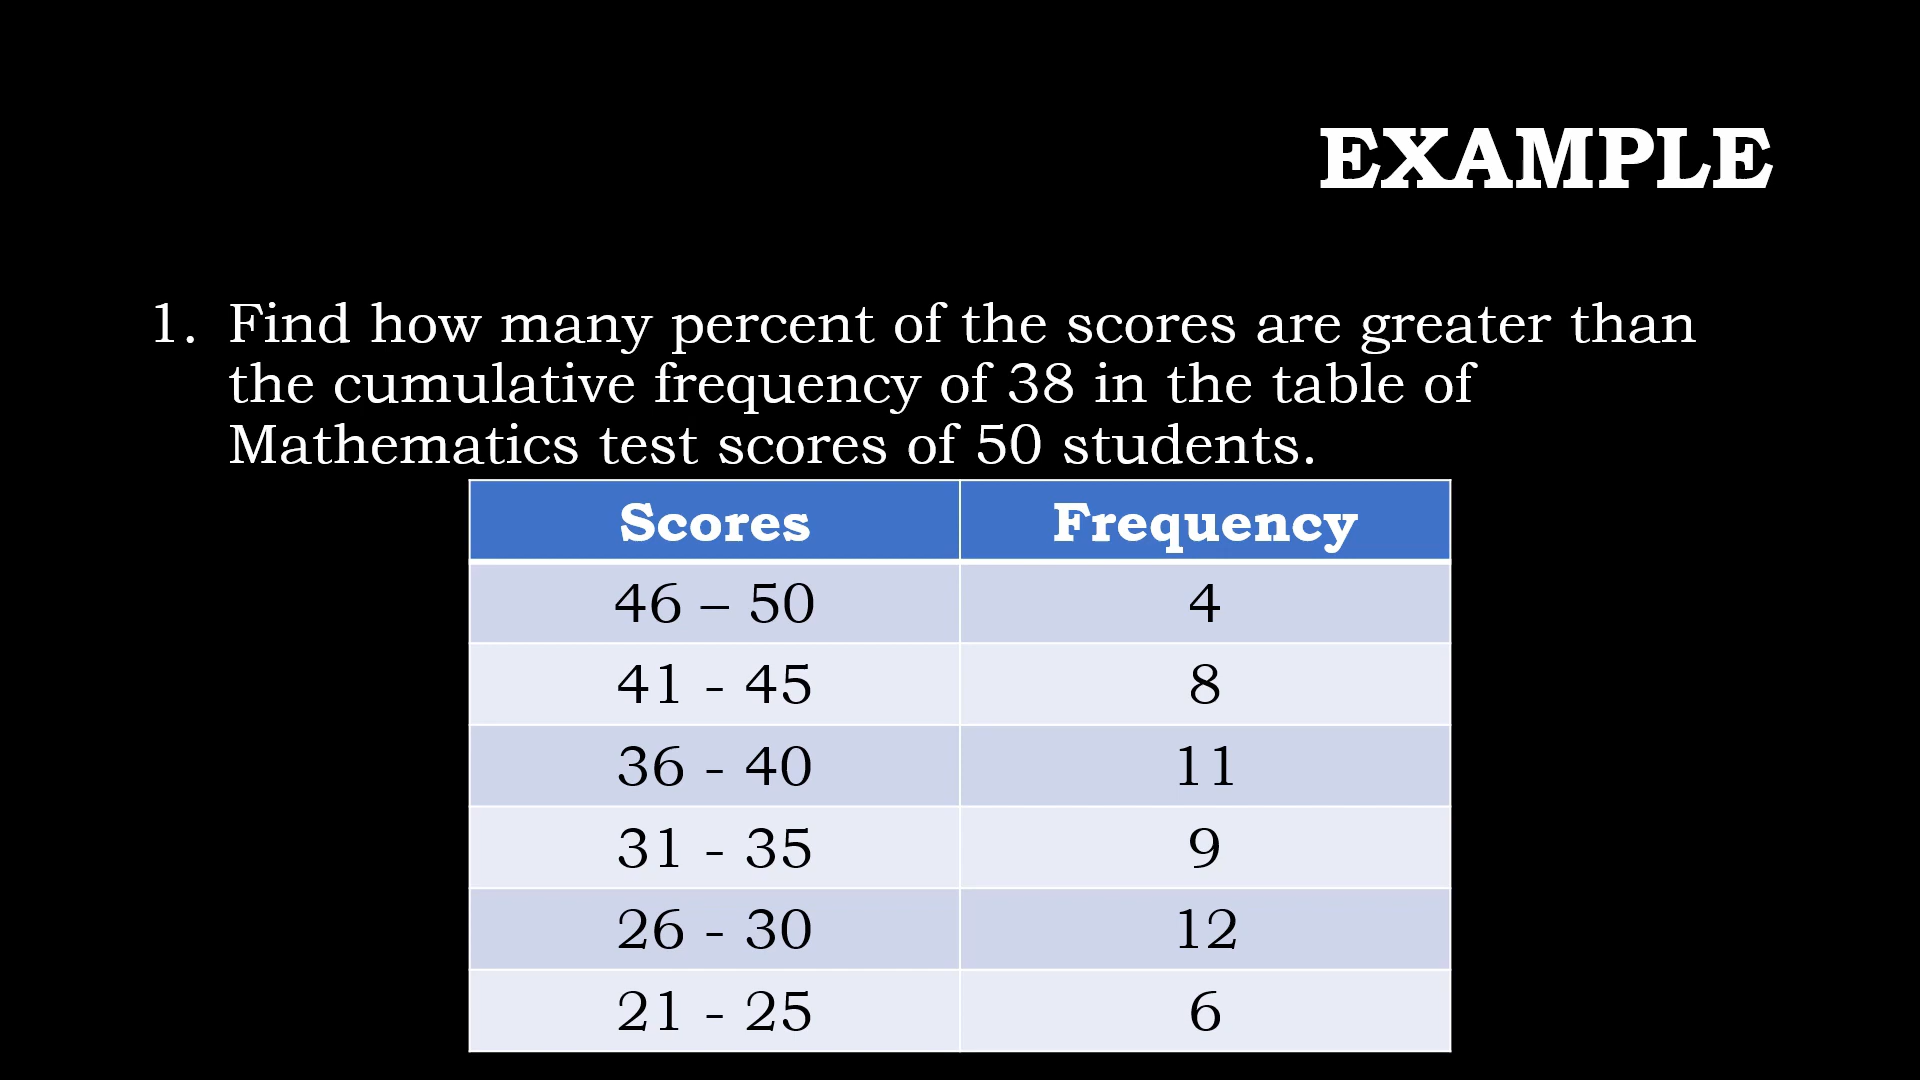 EXAMPLE
1. Find how many percent of the scores are greater than
the cumulative frequency of 38 in the table of
Mathematics test scores of 50 students.
Scores Frequency
46 – 50 4
41 - 45 8
36 - 40 11
31 - 35 9
26 - 30 12
21 - 25 6